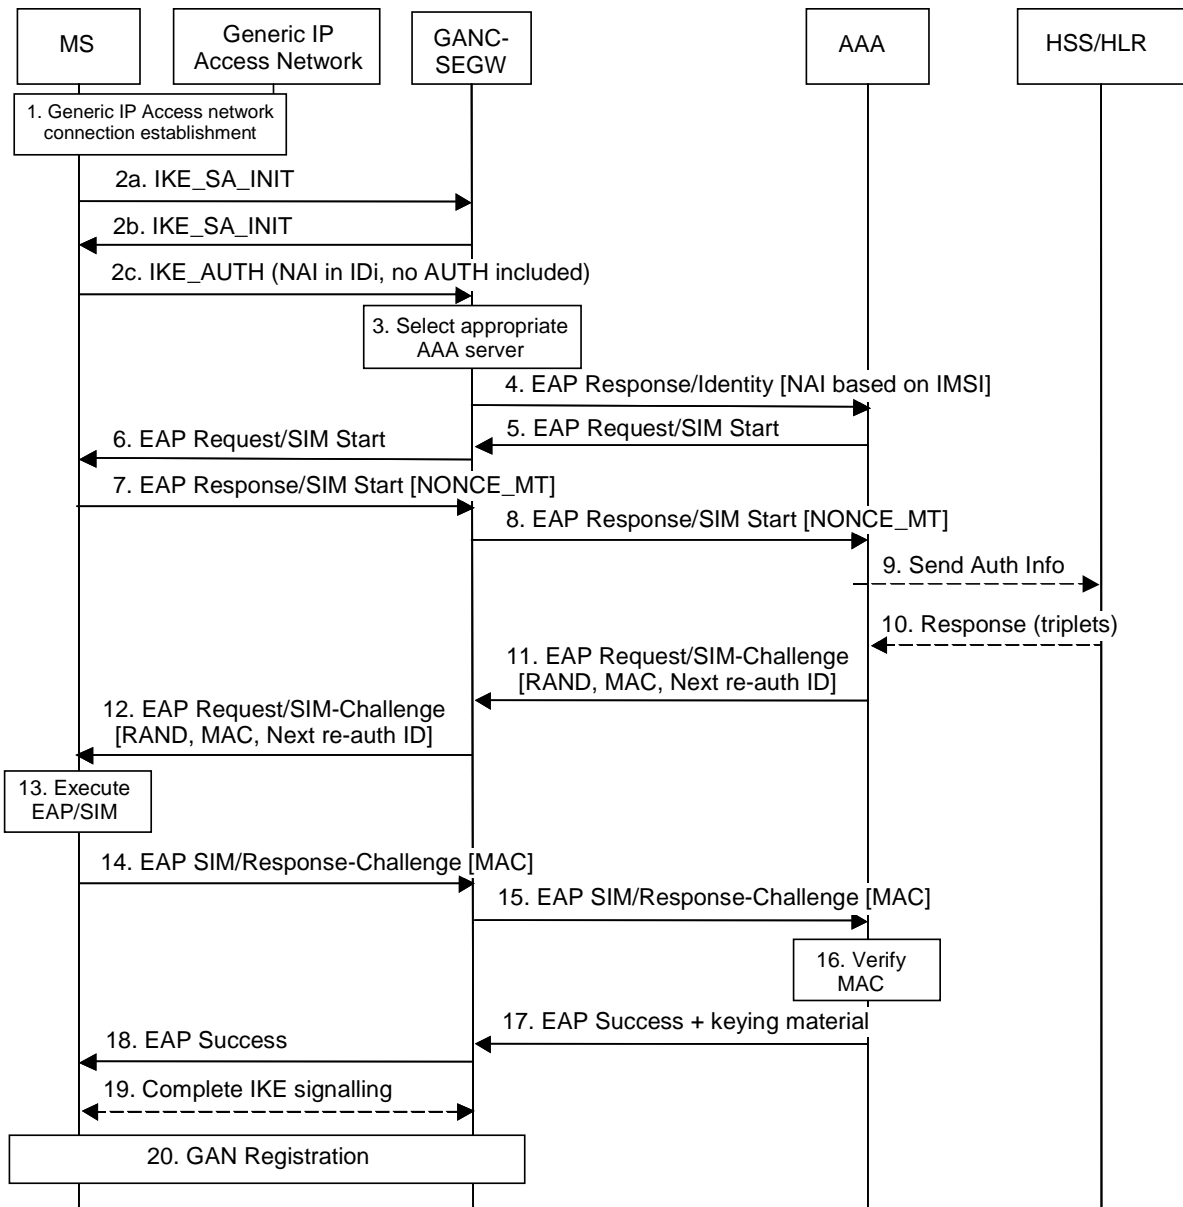 MS
Generic IP
Access Network
GANC-
SEGW
AAA
HSS/HLR
1. Generic IP Access network
connection establishment
2a. IKE_SA_INIT
2b. IKE_SA_INIT
2c. IKE_AUTH (NAI in IDi, no AUTH included)
3. Select appropriate
AAA server
4. EAP Response/Identity [NAI based on IMSI]
5. EAP Request/SIM Start
6. EAP Request/SIM Start
7. EAP Response/SIM Start [NONCE_MT]
8. EAP Response/SIM Start [NONCE_MT]
9. Send Auth Info
10. Response (triplets)
11. EAP Request/SIM-Challenge
[RAND, MAC, Next re-auth ID]
12. EAP Request/SIM-Challenge
[RAND, MAC, Next re-auth ID]
13. Execute
EAP/SIM
14. EAP SIM/Response-Challenge [MAC]
15. EAP SIM/Response-Challenge [MAC]
16. Verify
MAC
17. EAP Success + keying material
18. EAP Success
19. Complete IKE signalling
20. GAN Registration